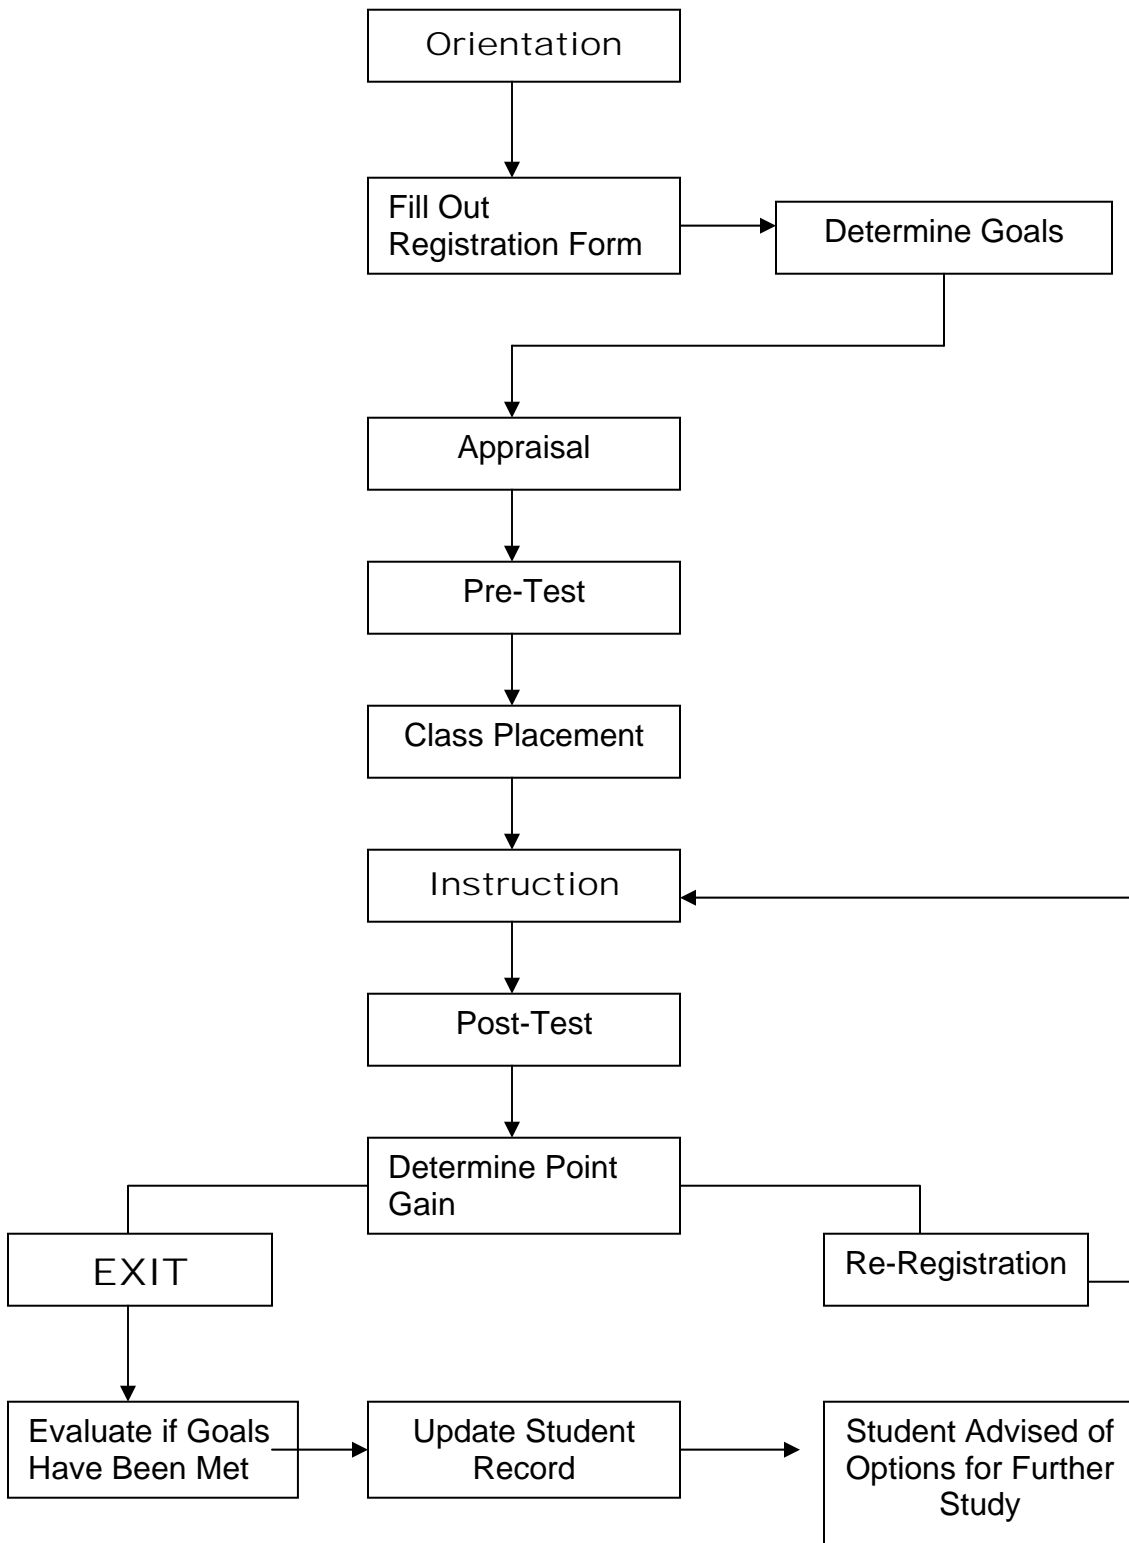 Orientation
Fill Out
Registration Form
Determine Goals
Appraisal
Pre-Test
Class Placement
Instruction
Post-Test
Determine Point
Gain
EXIT
Re-Registration
Evaluate if Goals
Have Been Met
Update Student
Record
Student Advised of
Options for Further
Study